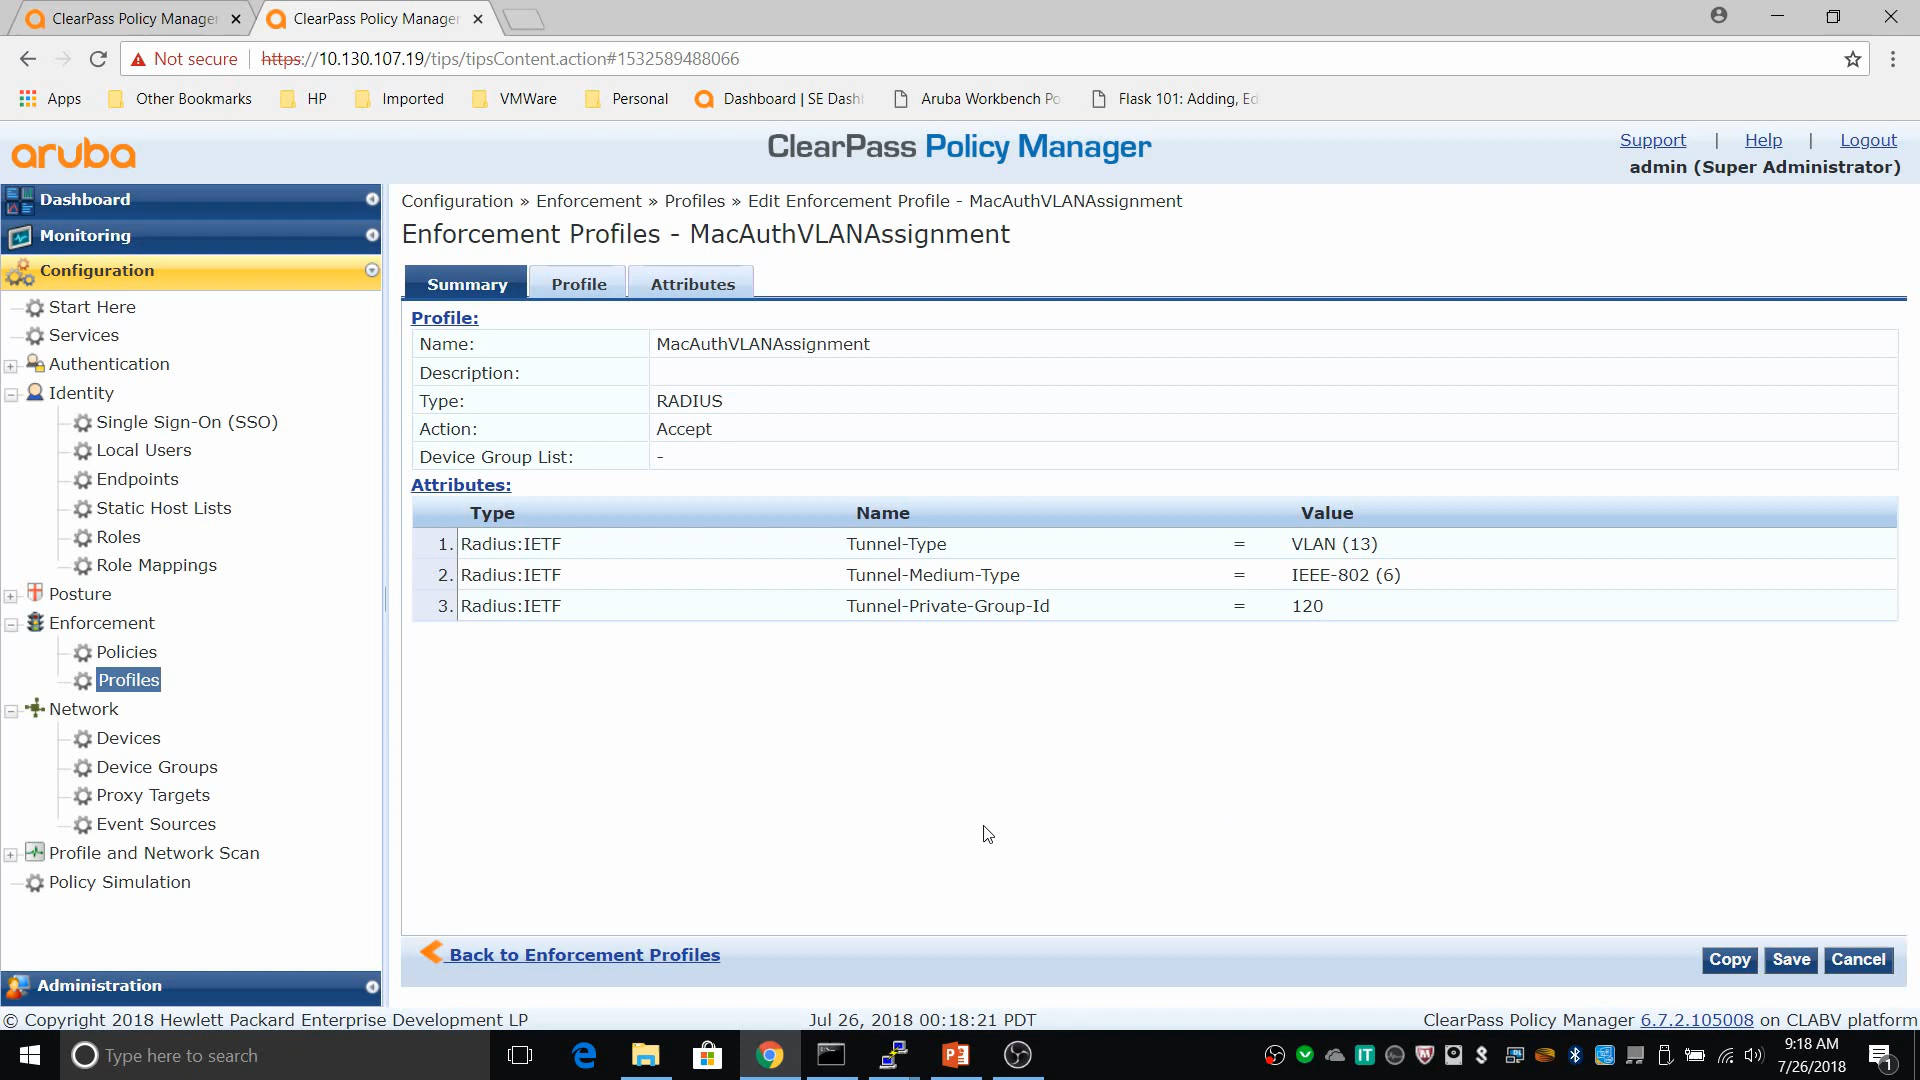 ClearPass Policy Manager
ClearPass Policy Manager
Not secure
https://10.130.107.19/tips/tipsContent.action#1532589488066
Apps
Other Bookmarks
HP
Imported
VMWare
Personal
Dashboard | SE Dash
Aruba Workbench Po
Flask 101: Adding, Ed
aruba
ClearPass Policy Manager
Support | Help | Logout
admin (Super Administrator)
Dashboard
Monitoring
Configuration
Start Here
Services
Authentication
Identity
Single Sign-On (SSO)
Local Users
Endpoints
Static Host Lists
Roles
Role Mappings
Posture
Enforcement
Policies
Profiles
Network
Devices
Device Groups
Proxy Targets
Event Sources
Profile and Network Scan
Policy Simulation
Administration
Configuration » Enforcement » Profiles » Edit Enforcement Profile - MacAuthVLANAssignment
Enforcement Profiles - MacAuthVLANAssignment
Summary Profile Attributes
Profile:
Name: MacAuthVLANAssignment
Description:
Type: RADIUS
Action: Accept
Device Group List: -
Attributes:
Type Name Value
1. Radius:IETF Tunnel-Type = VLAN (13)
2. Radius:IETF Tunnel-Medium-Type = IEEE-802 (6)
3. Radius:IETF Tunnel-Private-Group-Id = 120
Back to Enforcement Profiles
Copy Save Cancel
© Copyright 2018 Hewlett Packard Enterprise Development LP
Jul 26, 2018 00:18:21 PDT
ClearPass Policy Manager 6.7.2.105008 on CLABV platform
Type here to search
9:18 AM
7/26/2018
1